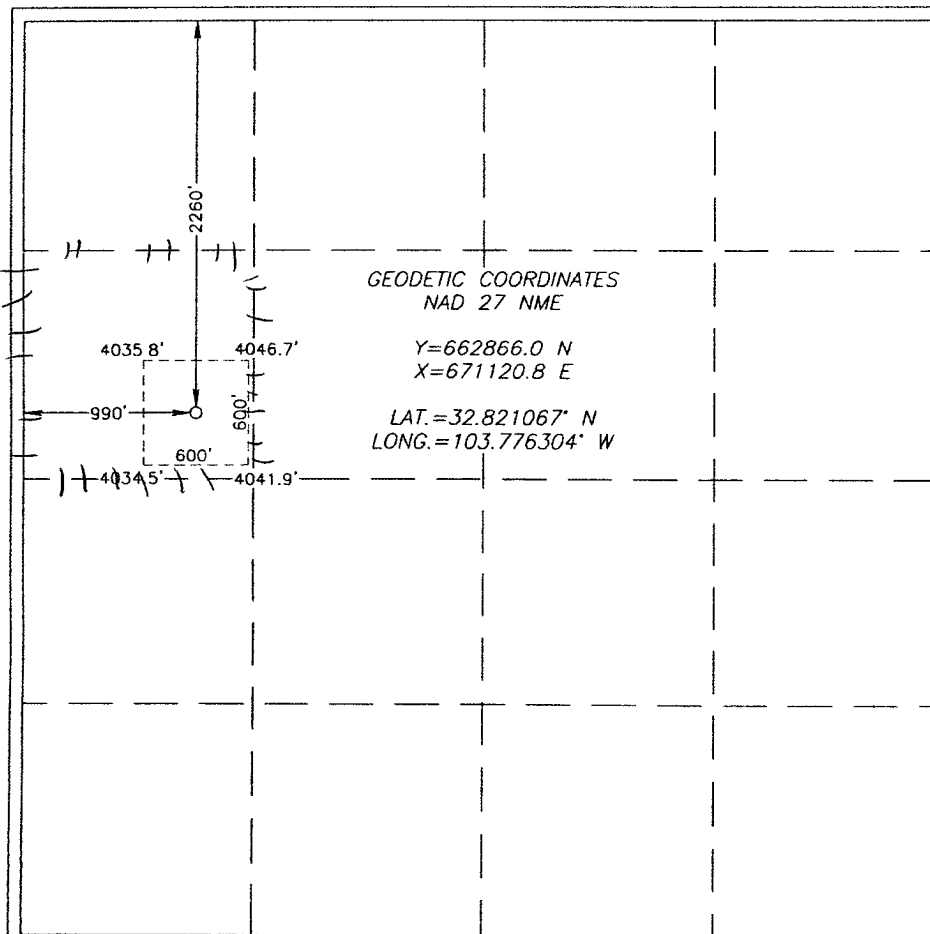 2260'
GEODETIC COORDINATES
NAD 27 NME
Y=662866.0 N
X=671120.8 E
LAT.=32.821067° N
LONG.=103.776304° W
4035 8'
4046.7'
990'
600'
600'
4034.5'
4041.9'